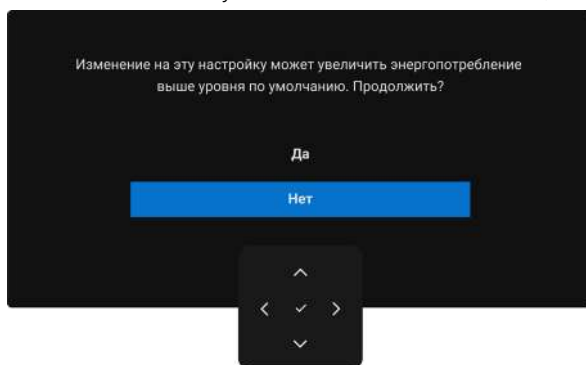 Изменение на эту настройку может увеличить энергопотребление
выше уровня по умолчанию. Продолжить?
Да
Нет